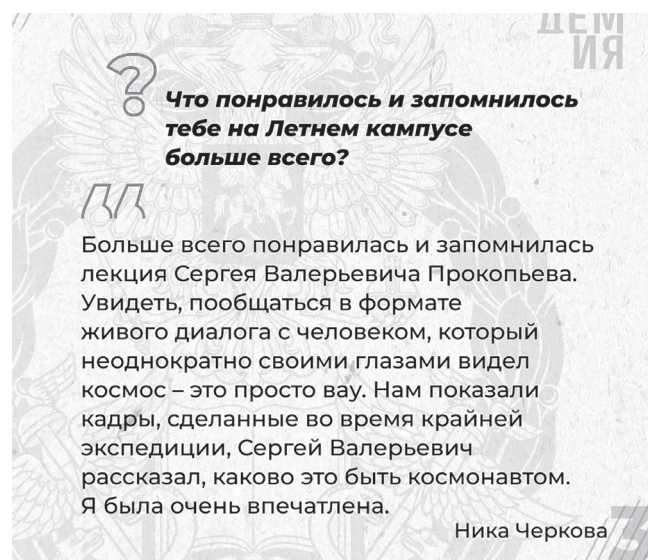 ДЕМ
ИЯ
Что понравилось и запомнилось
тебе на Летнем кампусе
больше всего?
Больше всего понравилась и запомнилась
лекция Сергея Валерьевича Прокопьева.
Увидеть, пообщаться в формате
живого диалога с человеком, который
неоднократно своими глазами видел
космос – это просто вау. Нам показали
кадры, сделанные во время крайней
экспедиции, Сергей Валерьевич
рассказал, каково это быть космонавтом.
Я была очень впечатлена.
Ника Черкова